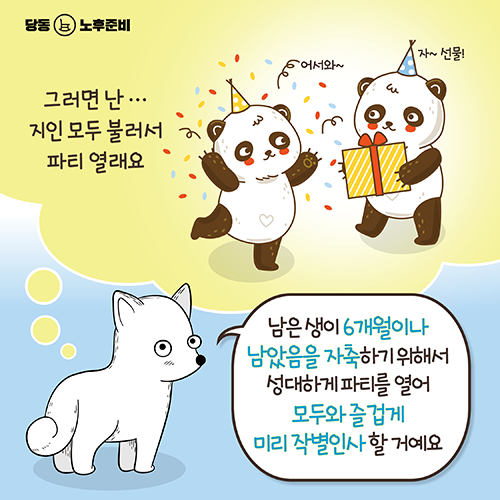 당동 노후준비
어서와~
자~ 선물!
그러면 난 …
지인 모두 불러서
파티 열래요
남은 생이 6개월이나
남았음을 자축하기 위해서
성대하게 파티를 열어
모두와 즐겁게
미리 작별인사 할 거예요